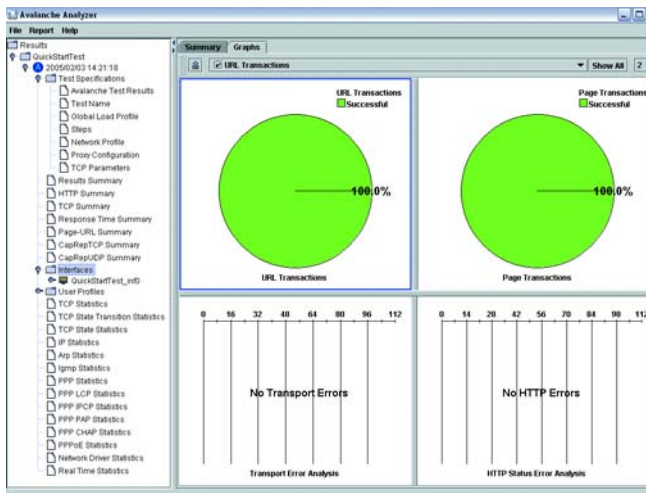 Avalanche Analyzer
File Report Help
Results
QuickStartTest
2005/02/03 14:21:18
Test Specifications
Avalanche Test Results
Test Name
Global Load Profile
Steps
Network Profile
Proxy Configuration
TCP Parameters
Results Summary
HTTP Summary
TCP Summary
Response Time Summary
Page-URL Summary
CapRepTCP Summary
CapRepUDP Summary
Interfaces
QuickStartTest_inf0
User Profiles
TCP Statistics
TCP State Transition Statistics
TCP State Statistics
IP Statistics
Arp Statistics
Igmp Statistics
PPP Statistics
PPP LCP Statistics
PPP IPCP Statistics
PPP PAP Statistics
PPP CHAP Statistics
PPPoE Statistics
Network Driver Statistics
Real Time Statistics
Summary Graphs
URL Transactions Show All 2
URL Transactions
Successful
100.0%
URL Transactions
Page Transactions
Successful
100.0%
Page Transactions
0 16 32 48 64 80 96 112
No Transport Errors
Transport Error Analysis
0 14 28 42 56 70 84 98 112
No HTTP Errors
HTTP Status Error Analysis